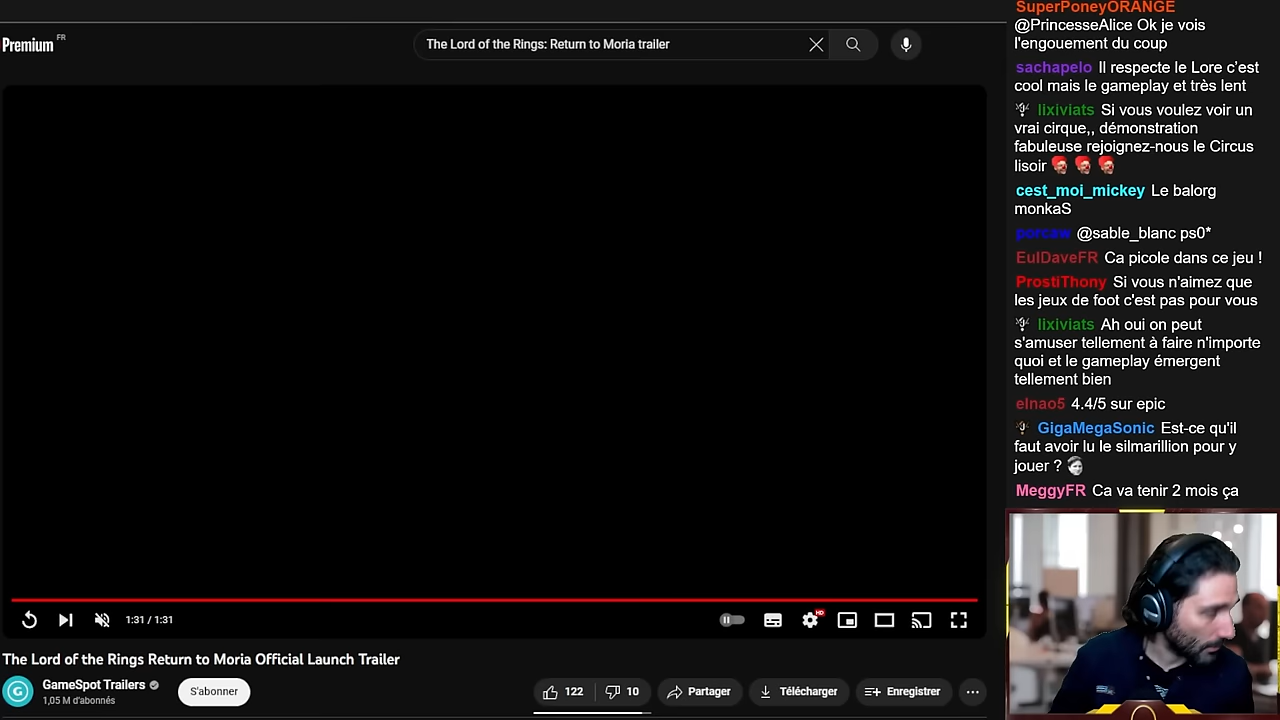 Premium FR
The Lord of the Rings: Return to Moria trailer
1:31 / 1:31
HD
The Lord of the Rings Return to Moria Official Launch Trailer
GameSpot Trailers
1,05 M d'abonnés
S'abonner
122
10
Partager
Télécharger
Enregistrer
SuperPoneyORANGE
@PrincesseAlice Ok je vois
l'engouement du coup
sachapelo Il respecte le Lore c'est
cool mais le gameplay et très lent
lixiviats Si vous voulez voir un
vrai cirque,, démonstration
fabuleuse rejoignez-nous le Circus
lisoir
cest_moi_mickey Le balorg
monkaS
porcaw @sable_blanc ps0*
EulDaveFR Ca picole dans ce jeu !
ProstiThony Si vous n'aimez que
les jeux de foot c'est pas pour vous
lixiviats Ah oui on peut
s'amuser tellement à faire n'importe
quoi et le gameplay émergent
tellement bien
elnao5 4.4/5 sur epic
GigaMegaSonic Est-ce qu'il
faut avoir lu le silmarillion pour y
jouer ?
MeggyFR Ca va tenir 2 mois ça